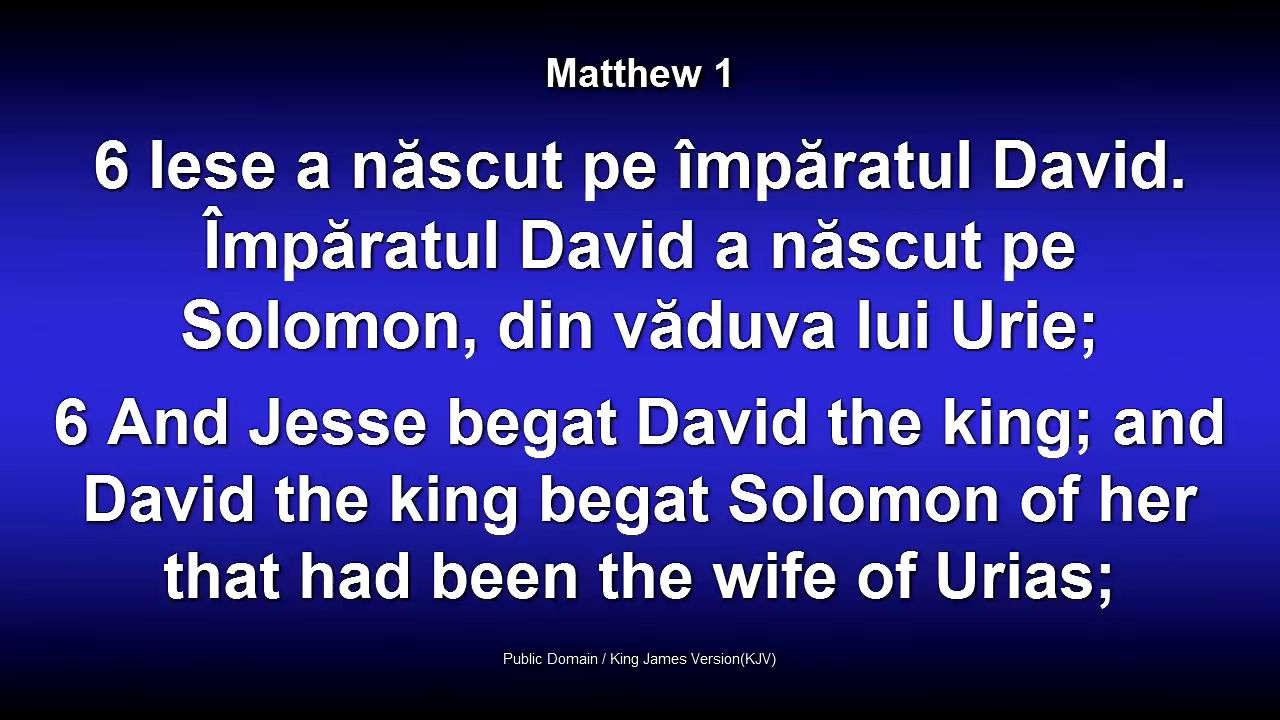 Matthew 1
6 Iese a născut pe împăratul David.
Împăratul David a născut pe
Solomon, din văduva lui Urie;
6 And Jesse begat David the king; and
David the king begat Solomon of her
that had been the wife of Urias;
Public Domain / King James Version(KJV)